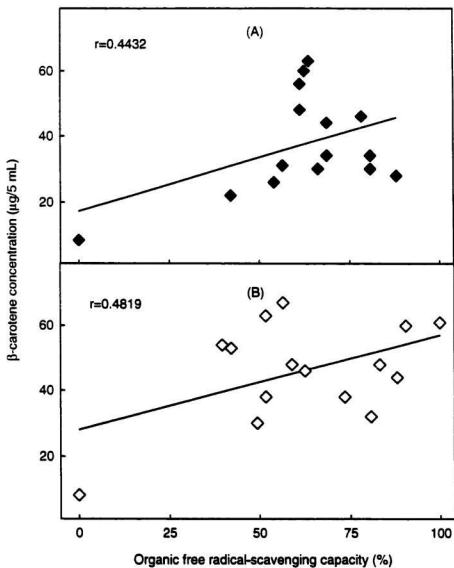 (A)
r=0.4432
60
40
20
(B)
r=0.4819
60
40
20
0 25 50 75 100
β-carotene concentration (μg/5 mL)
Organic free radical-scavenging capacity (%)